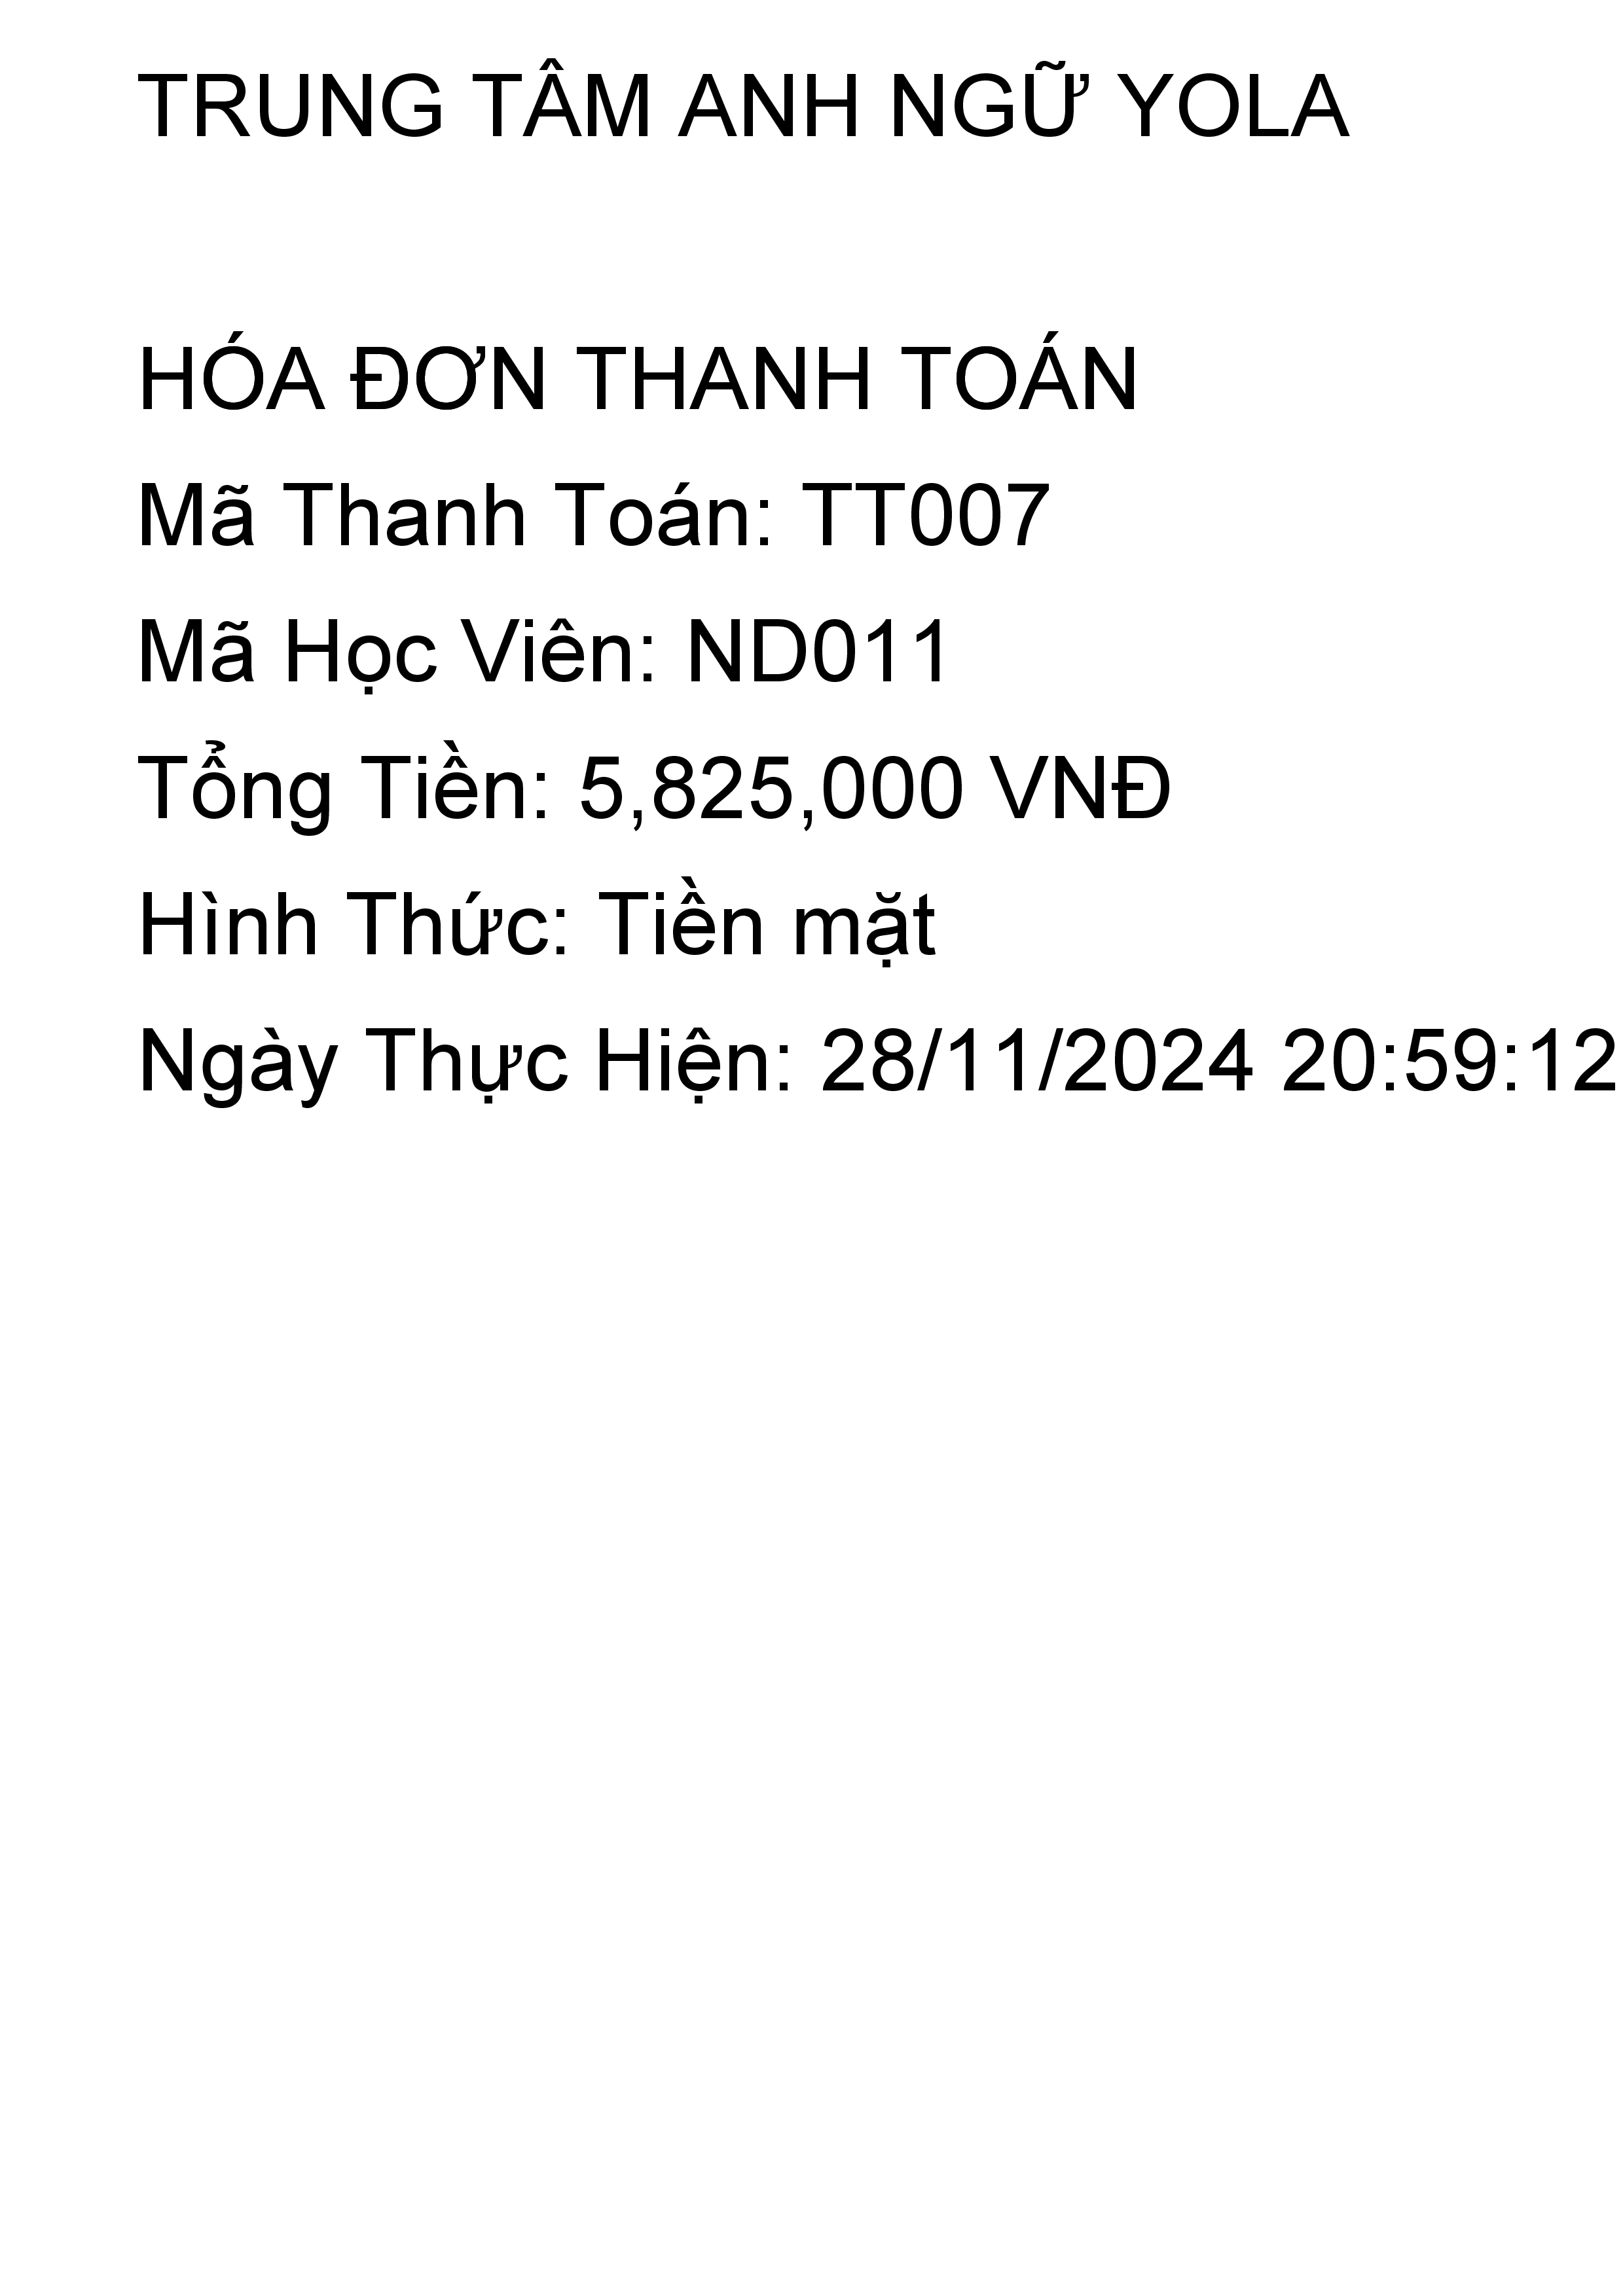 TRUNG TÂM ANH NGỮ YOLA
HÓA ĐƠN THANH TOÁN
Mã Thanh Toán: TT007
Mã Học Viên: ND011
Tổng Tiền: 5,825,000 VNĐ
Hình Thức: Tiền mặt
Ngày Thực Hiện: 28/11/2024 20:59:12